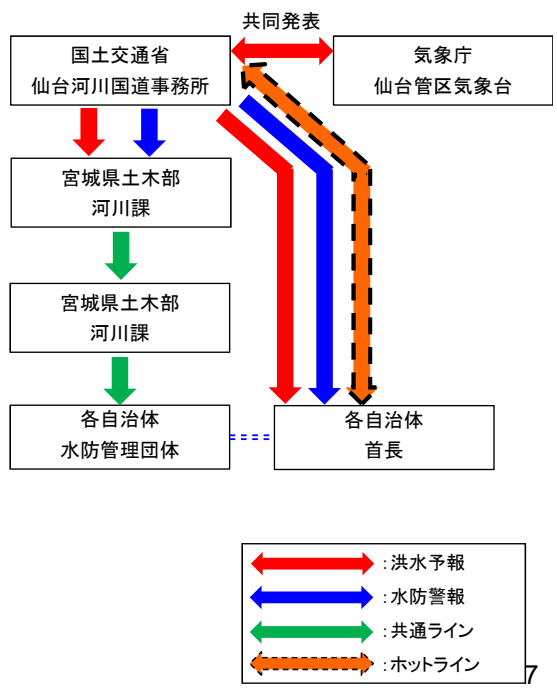 共同発表
国土交通省
仙台河川国道事務所
気象庁
仙台管区気象台
宮城県土木部
河川課
宮城県土木部
河川課
各自治体
水防管理団体
各自治体
首長
:洪水予報
:水防警報
:共通ライン
:ホットライン
7